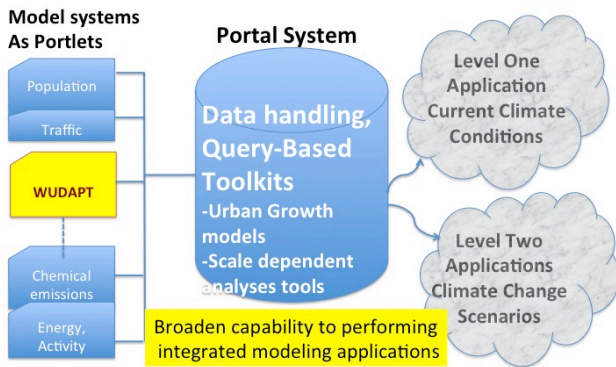 Model systems
As Portlets
Population
Traffic
WUDAPT
Chemical
emissions
Energy,
Activity
Portal System
Data handling,
Query-Based
Toolkits
-Urban Growth
models
-Scale dependent
analyses tools
Broaden capability to performing
integrated modeling applications
Level One
Application
Current Climate
Conditions
Level Two
Applications
Climate Change
Scenarios